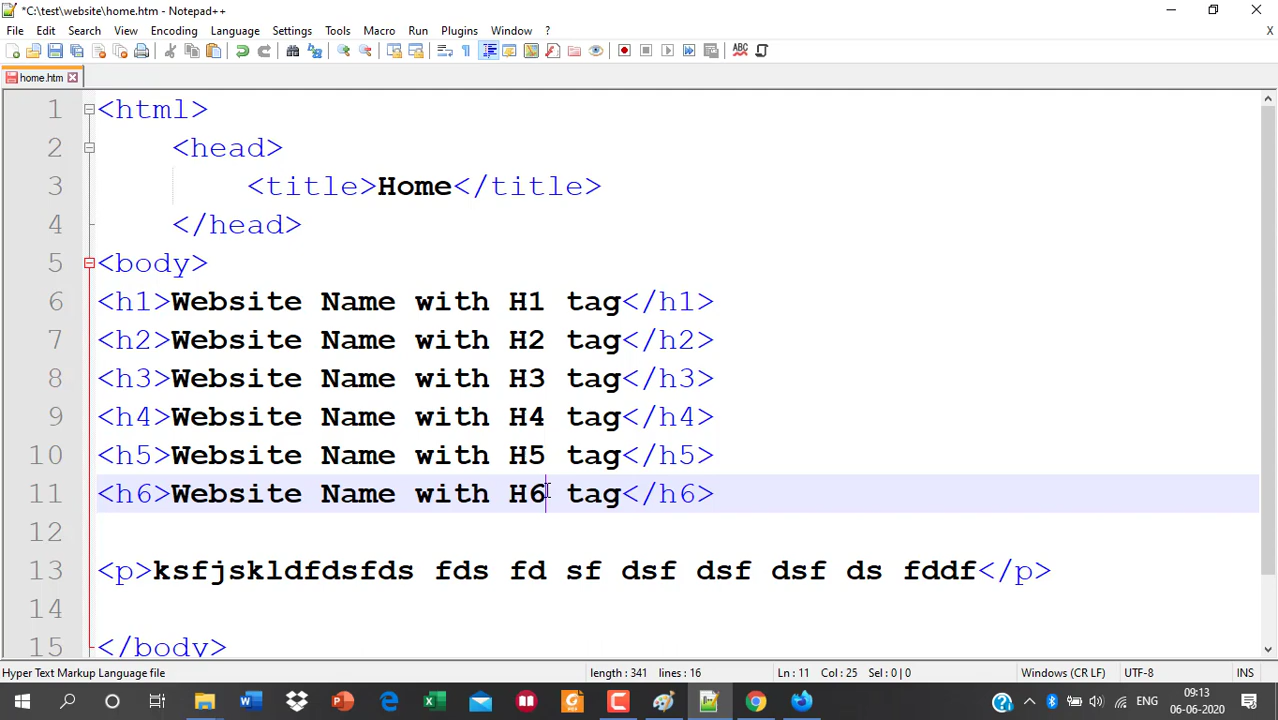 *C:\test\website\home.htm - Notepad++
File Edit Search View Encoding Language Settings Tools Macro Run Plugins Window ? X
home.htm
1 <html>
2 <head>
3 <title>Home</title>
4 </head>
5 <body>
6 <h1>Website Name with H1 tag</h1>
7 <h2>Website Name with H2 tag</h2>
8 <h3>Website Name with H3 tag</h3>
9 <h4>Website Name with H4 tag</h4>
10 <h5>Website Name with H5 tag</h5>
11 <h6>Website Name with H6 tag</h6>
12
13 <p>ksfjskldfdsfds fds fd sf dsf dsf dsf ds fddf</p>
14
15 </body>
Hyper Text Markup Language file length : 341 lines : 16 Ln : 11 Col : 25 Sel : 0 | 0 Windows (CR LF) UTF-8 INS
ENG 09:13
06-06-2020